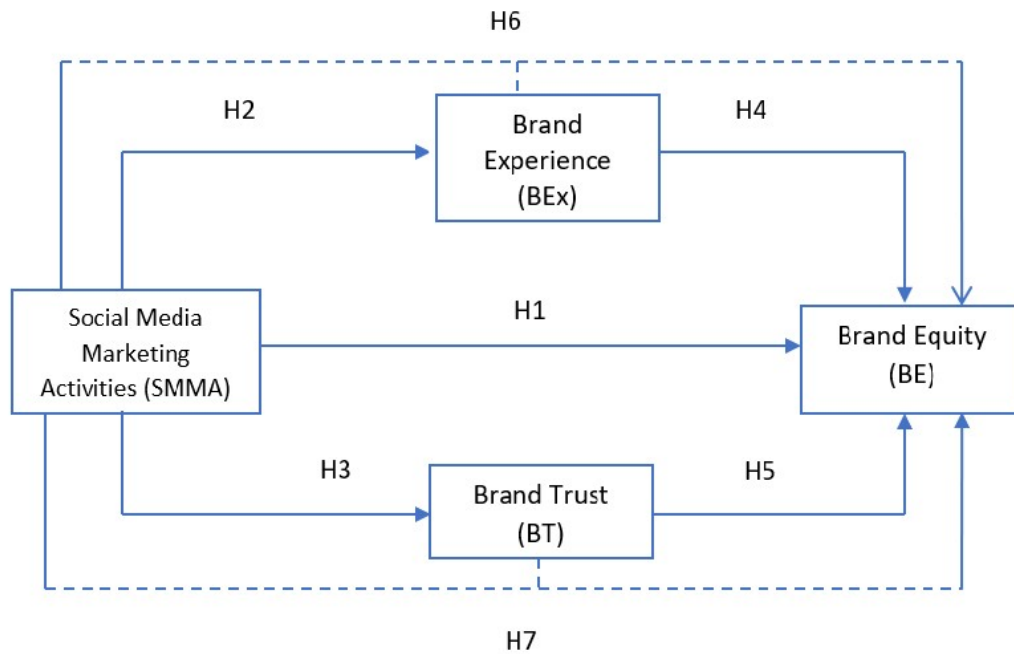 H6
H2
Brand
Experience
(BEx)
H4
Social Media
Marketing
Activities (SMMA)
H1
Brand Equity
(BE)
H3
Brand Trust
(BT)
H5
H7